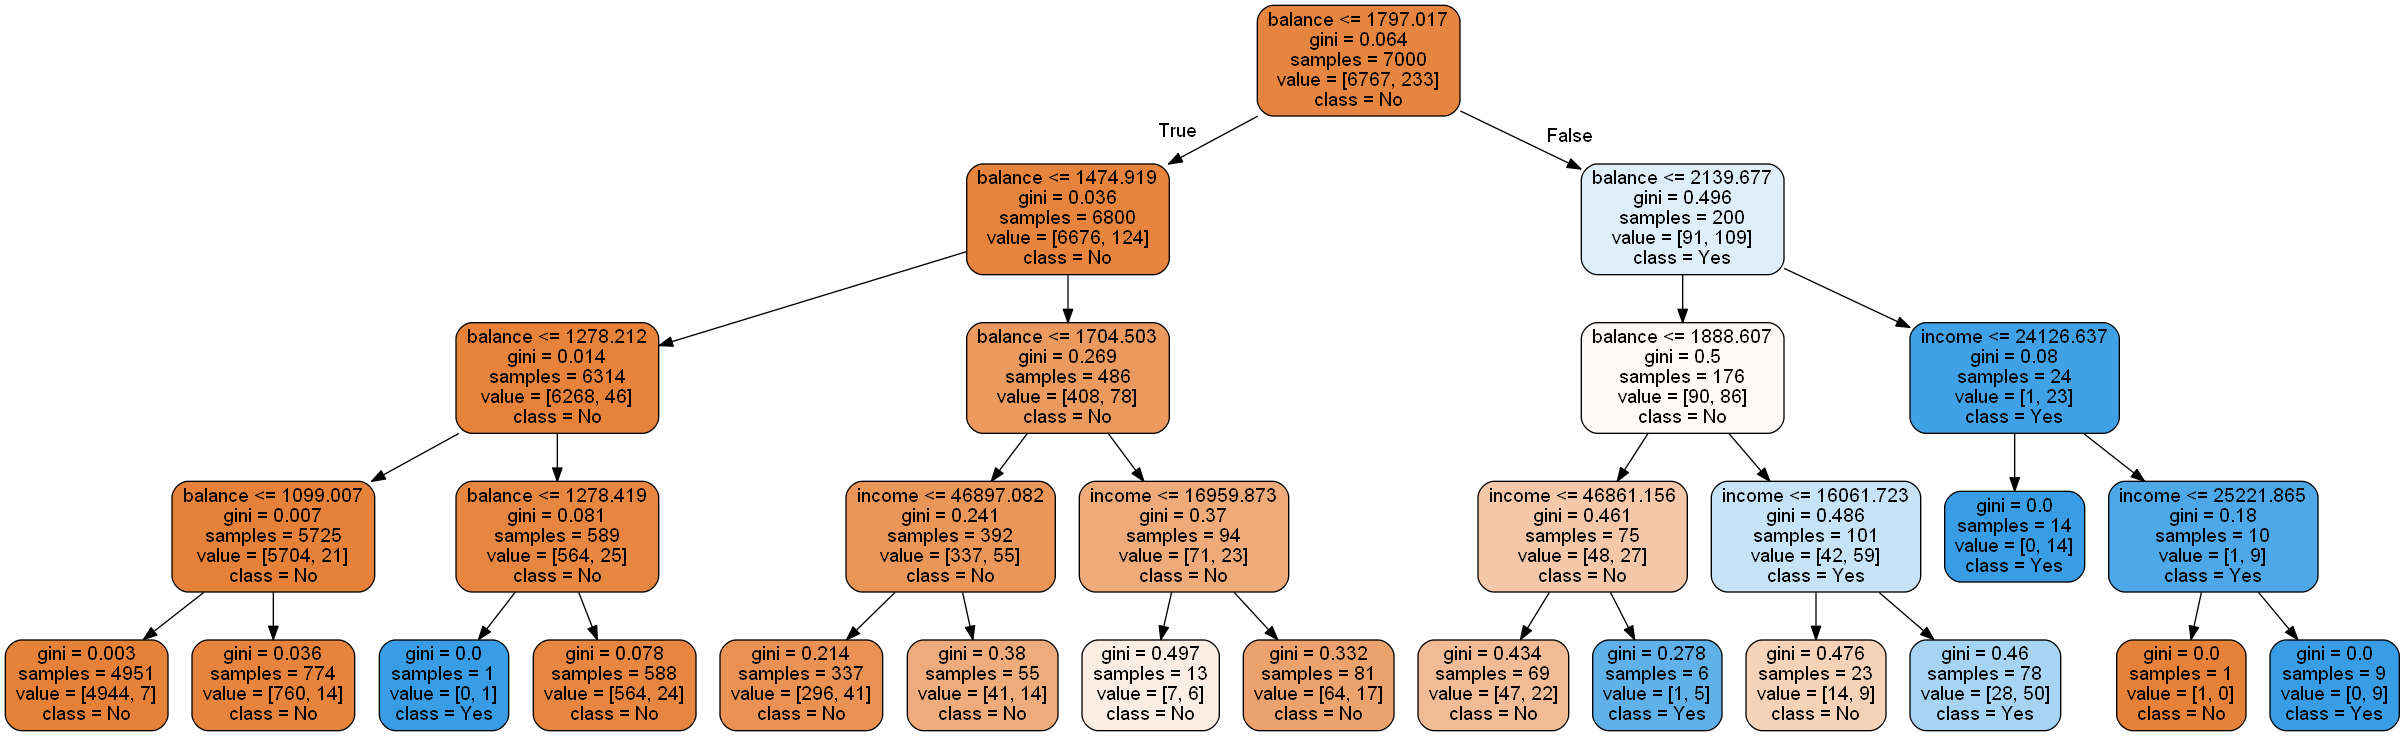 balance <= 1797.017
gini = 0.064
samples = 7000
value = [6767, 233]
class = No
True
False
balance <= 1474.919
gini = 0.036
samples = 6800
value = [6676, 124]
class = No
balance <= 2139.677
gini = 0.496
samples = 200
value = [91, 109]
class = Yes
balance <= 1278.212
gini = 0.014
samples = 6314
value = [6268, 46]
class = No
balance <= 1704.503
gini = 0.269
samples = 486
value = [408, 78]
class = No
balance <= 1888.607
gini = 0.5
samples = 176
value = [90, 86]
class = No
income <= 24126.637
gini = 0.08
samples = 24
value = [1, 23]
class = Yes
balance <= 1099.007
gini = 0.007
samples = 5725
value = [5704, 21]
class = No
balance <= 1278.419
gini = 0.081
samples = 589
value = [564, 25]
class = No
income <= 46897.082
gini = 0.241
samples = 392
value = [337, 55]
class = No
income <= 16959.873
gini = 0.37
samples = 94
value = [71, 23]
class = No
income <= 46861.156
gini = 0.461
samples = 75
value = [48, 27]
class = No
income <= 16061.723
gini = 0.486
samples = 101
value = [42, 59]
class = Yes
gini = 0.0
samples = 14
value = [0, 14]
class = Yes
income <= 25221.865
gini = 0.18
samples = 10
value = [1, 9]
class = Yes
gini = 0.003
samples = 4951
value = [4944, 7]
class = No
gini = 0.036
samples = 774
value = [760, 14]
class = No
gini = 0.0
samples = 1
value = [0, 1]
class = Yes
gini = 0.078
samples = 588
value = [564, 24]
class = No
gini = 0.214
samples = 337
value = [296, 41]
class = No
gini = 0.38
samples = 55
value = [41, 14]
class = No
gini = 0.497
samples = 13
value = [7, 6]
class = No
gini = 0.332
samples = 81
value = [64, 17]
class = No
gini = 0.434
samples = 69
value = [47, 22]
class = No
gini = 0.278
samples = 6
value = [1, 5]
class = Yes
gini = 0.476
samples = 23
value = [14, 9]
class = No
gini = 0.46
samples = 78
value = [28, 50]
class = Yes
gini = 0.0
samples = 1
value = [1, 0]
class = No
gini = 0.0
samples = 9
value = [0, 9]
class = Yes